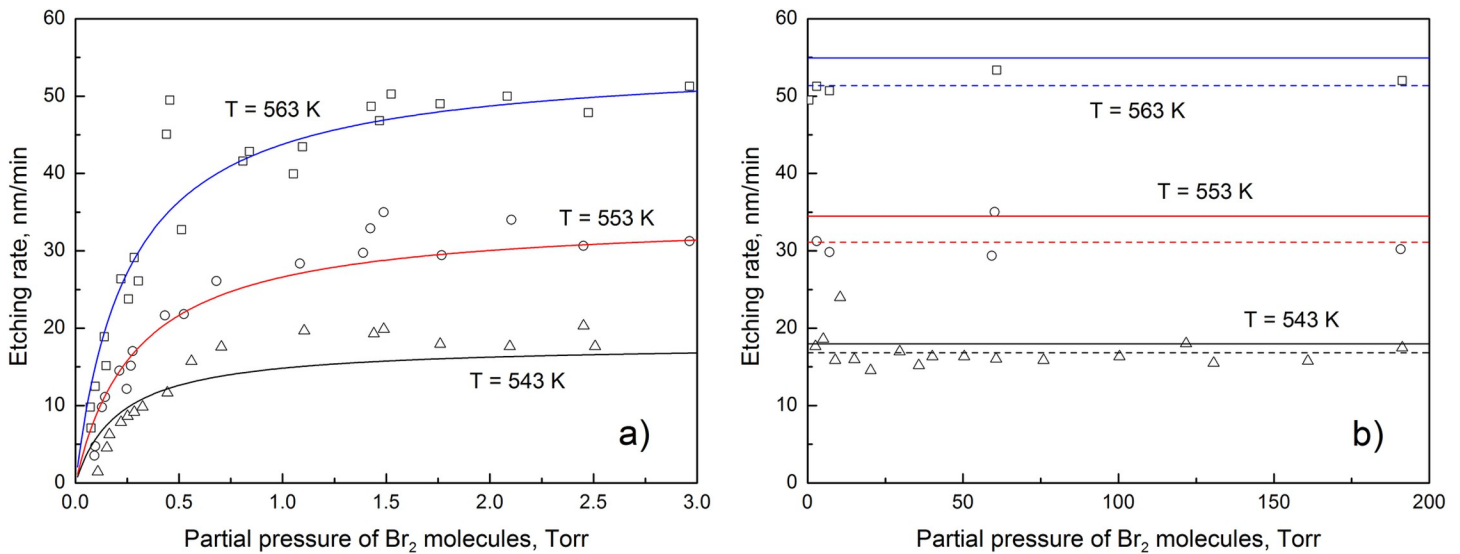 60
50
40
30
20
10
0
0.0
0.5
1.0
1.5
2.0
2.5
3.0
Etching rate, nm/min
Partial pressure of Br₂ molecules, Torr
T = 563 K
T = 553 K
T = 543 K
a)
60
50
40
30
20
10
0
0
50
100
150
200
Etching rate, nm/min
Partial pressure of Br₂ molecules, Torr
T = 563 K
T = 553 K
T = 543 K
b)